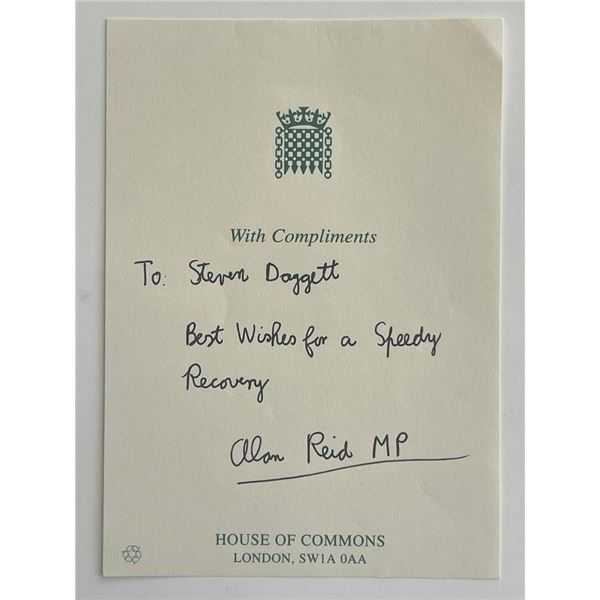 With Compliments
To: Steven Doggett
Best Wishes for a Speedy
Recovery
Alan Reid MP
HOUSE OF COMMONS
LONDON, SW1A 0AA